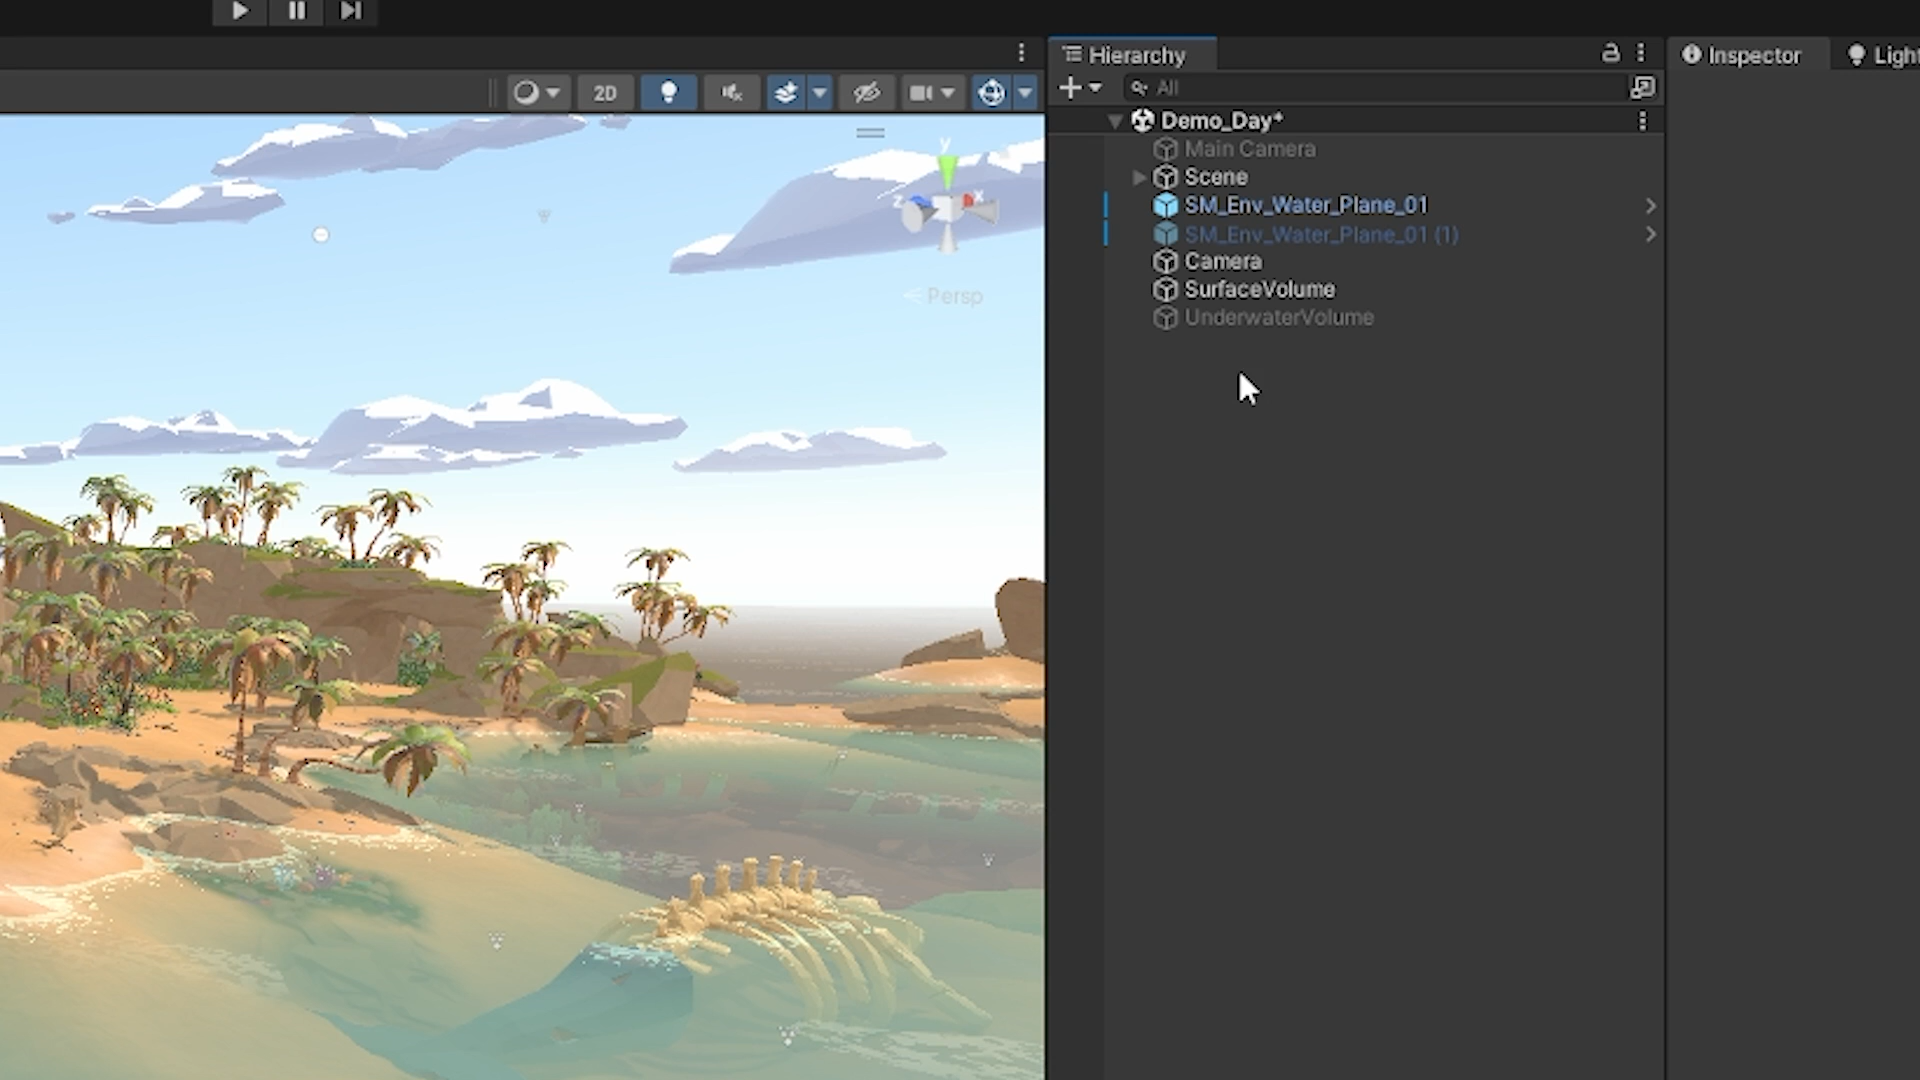 Hierarchy
Inspector
Light
2D
All
Demo_Day*
Main Camera
Scene
SM_Env_Water_Plane_01
SM_Env_Water_Plane_01 (1)
Camera
SurfaceVolume
UnderwaterVolume
y
x
z
Persp